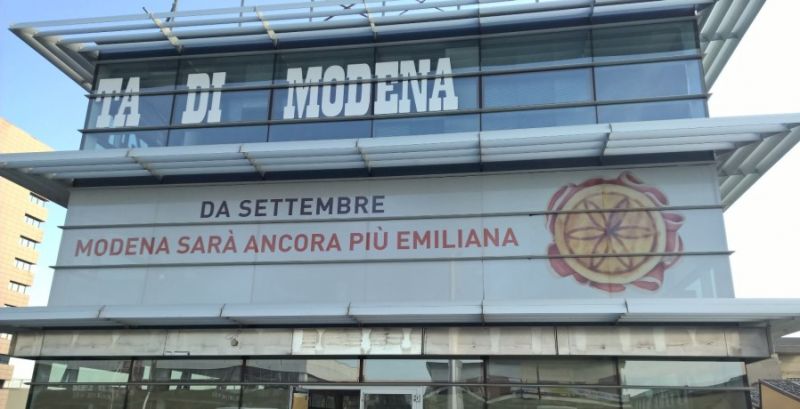 TA DI MODENA
DA SETTEMBRE
MODENA SARÀ ANCORA PIÙ EMILIANA